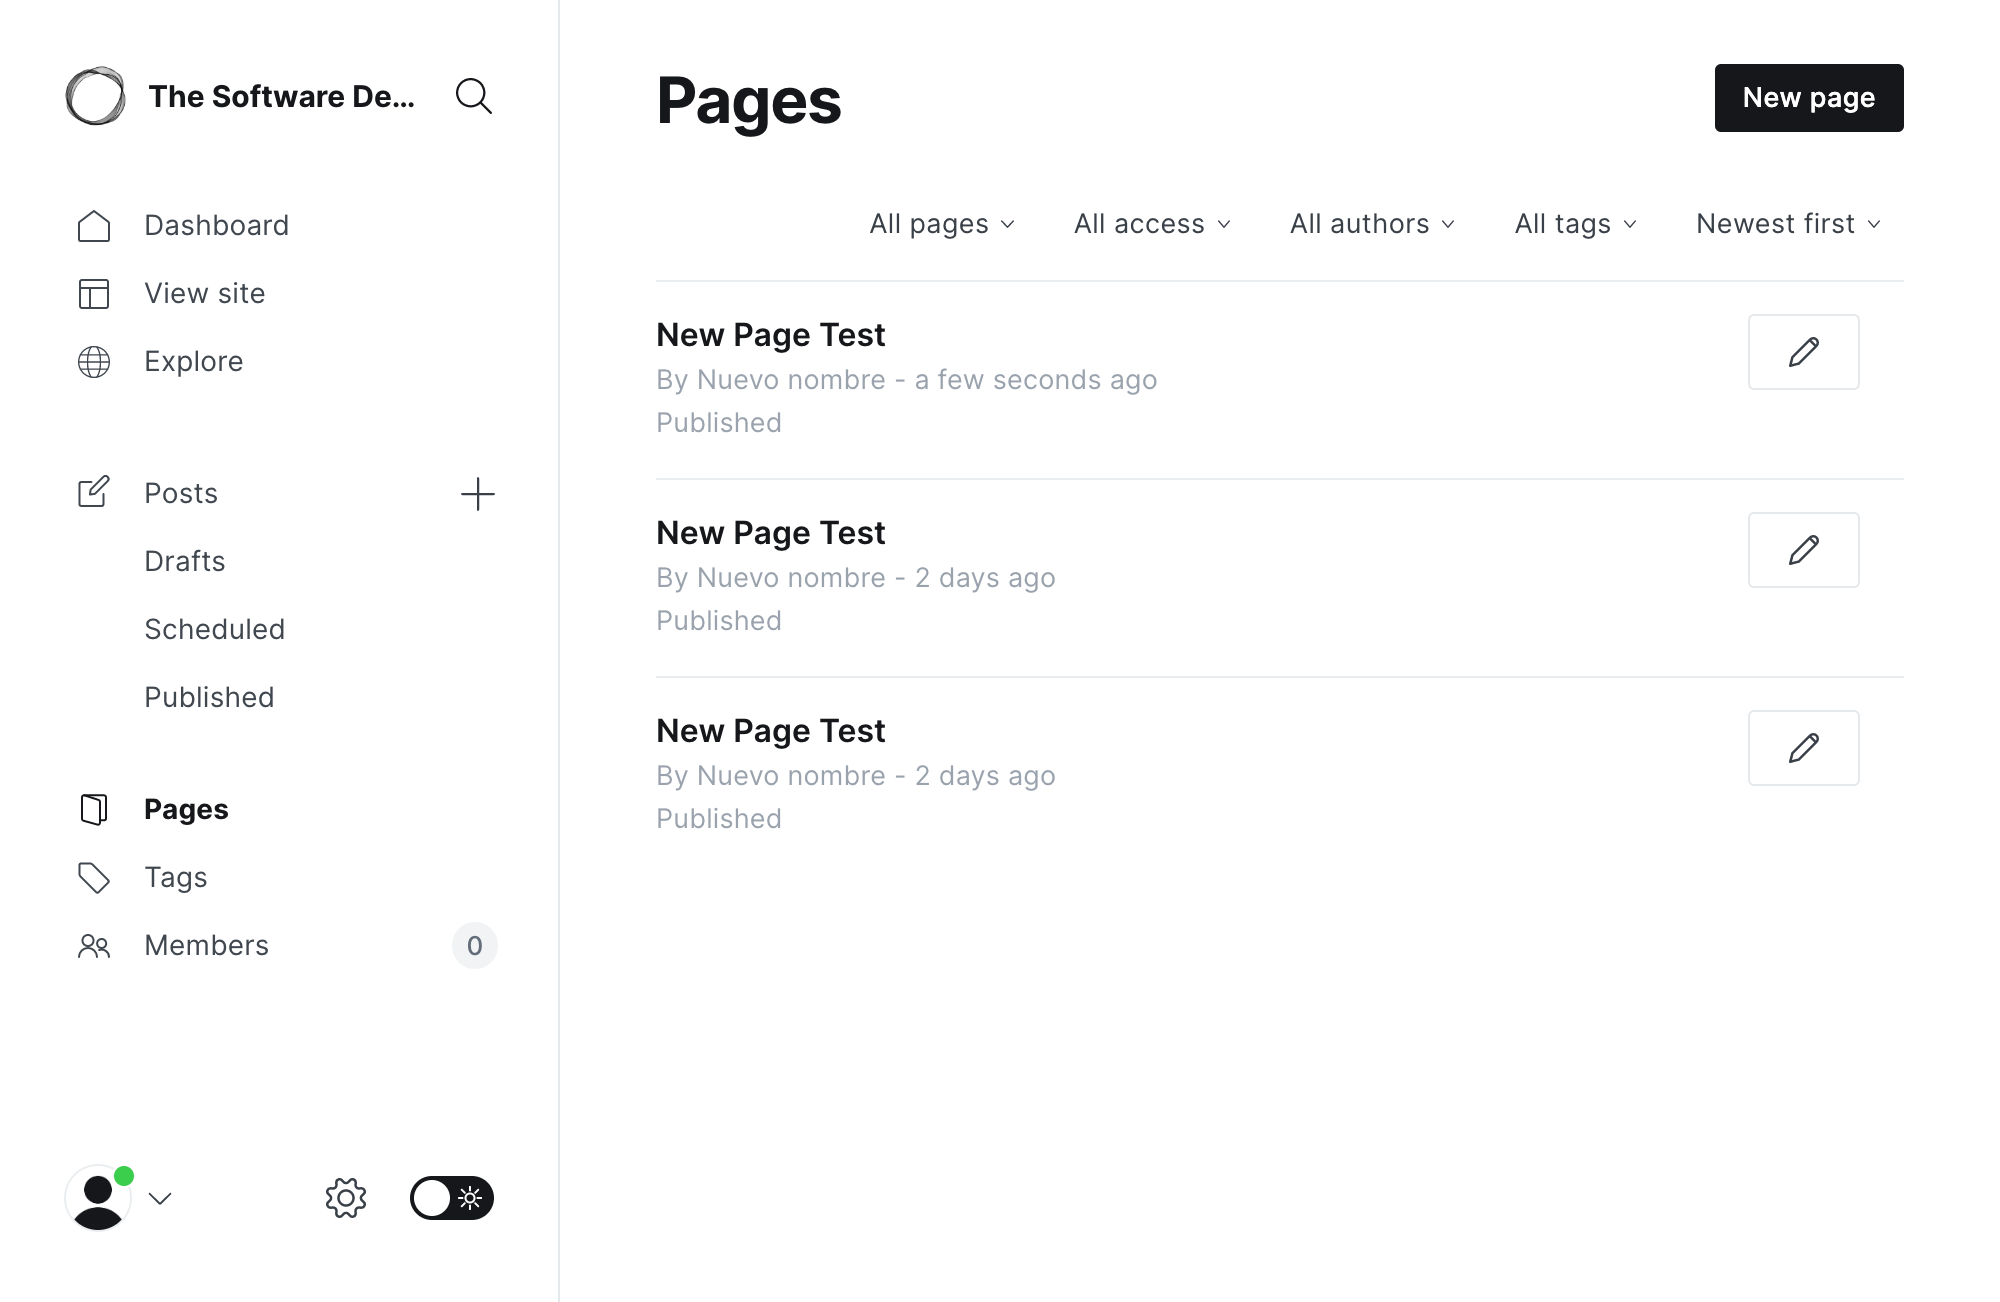 The Software De...
Dashboard
View site
Explore
Posts
Drafts
Scheduled
Published
Pages
Tags
Members 0
Pages
New page
All pages All access All authors All tags Newest first
New Page Test
By Nuevo nombre - a few seconds ago
Published
New Page Test
By Nuevo nombre - 2 days ago
Published
New Page Test
By Nuevo nombre - 2 days ago
Published